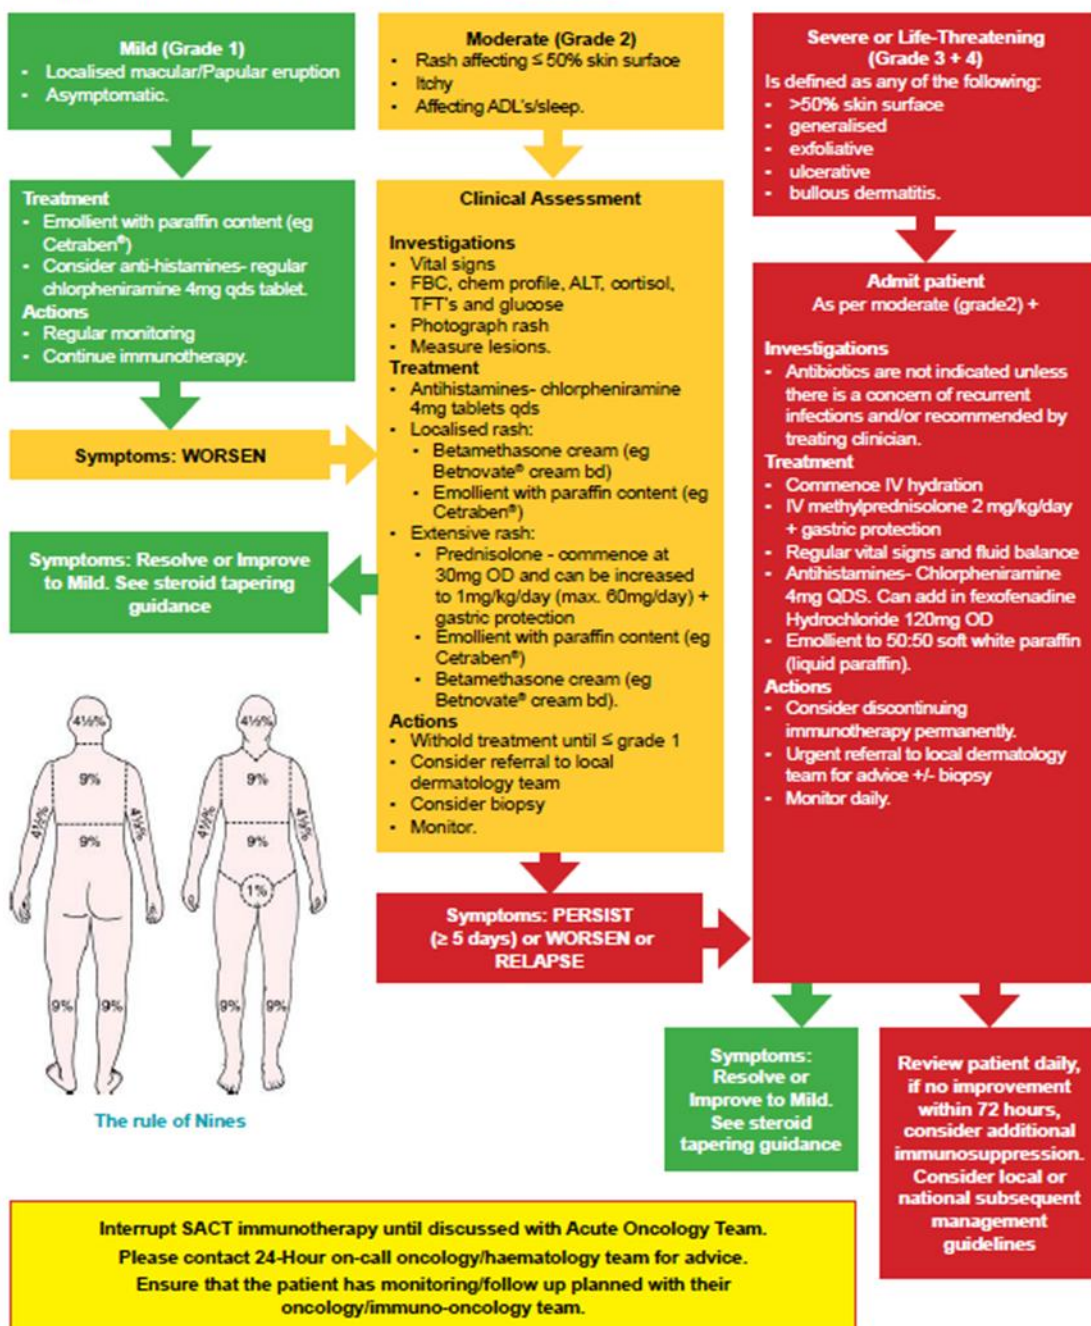 Mild (Grade 1)
• Localised macular/Papular eruption
• Asymptomatic.
Treatment
• Emollient with paraffin content (eg
Cetraben®)
• Consider anti-histamines- regular
chlorpheniramine 4mg qds tablet.
Actions
• Regular monitoring
• Continue immunotherapy.
Symptoms: WORSEN
Symptoms: Resolve or Improve
to Mild. See steroid tapering
guidance
Moderate (Grade 2)
• Rash affecting ≤ 50% skin surface
• Itchy
• Affecting ADL's/sleep.
Clinical Assessment
Investigations
• Vital signs
• FBC, chem profile, ALT, cortisol,
TFT's and glucose
• Photograph rash
• Measure lesions.
Treatment
• Antihistamines- chlorpheniramine
4mg tablets qds
• Localised rash:
• Betamethasone cream (eg
Betnovate® cream bd)
• Emollient with paraffin content (eg
Cetraben®)
• Extensive rash:
• Prednisolone - commence at
30mg OD and can be increased
to 1mg/kg/day (max. 60mg/day) +
gastric protection
• Emollient with paraffin content (eg
Cetraben®)
• Betamethasone cream (eg
Betnovate® cream bd).
Actions
• Withold treatment until ≤ grade 1
• Consider referral to local
dermatology team
• Consider biopsy
• Monitor.
Symptoms: PERSIST
(≥ 5 days) or WORSEN or
RELAPSE
Severe or Life-Threatening
(Grade 3 + 4)
Is defined as any of the following:
• >50% skin surface
• generalised
• exfoliative
• ulcerative
• bullous dermatitis.
Admit patient
As per moderate (grade2) +
Investigations
• Antibiotics are not indicated unless
there is a concern of recurrent
infections and/or recommended by
treating clinician.
Treatment
• Commence IV hydration
• IV methylprednisolone 2 mg/kg/day
+ gastric protection
• Regular vital signs and fluid balance
• Antihistamines- Chlorpheniramine
4mg QDS. Can add in fexofenadine
Hydrochloride 120mg OD
• Emollient to 50:50 soft white paraffin
(liquid paraffin).
Actions
• Consider discontinuing
immunotherapy permanently.
• Urgent referral to local dermatology
team for advice +/- biopsy
• Monitor daily.
Symptoms:
Resolve or
Improve to Mild.
See steroid
tapering guidance
Review patient daily,
if no improvement
within 72 hours,
consider additional
immunosuppression.
Consider local or
national subsequent
management
guidelines
4½% 4½%
9% 9%
4½% 4½% 4½% 4½%
9% 9%
1%
9% 9% 9% 9%
The rule of Nines
Interrupt SACT immunotherapy until discussed with Acute Oncology Team.
Please contact 24-Hour on-call oncology/haematology team for advice.
Ensure that the patient has monitoring/follow up planned with their
oncology/immuno-oncology team.